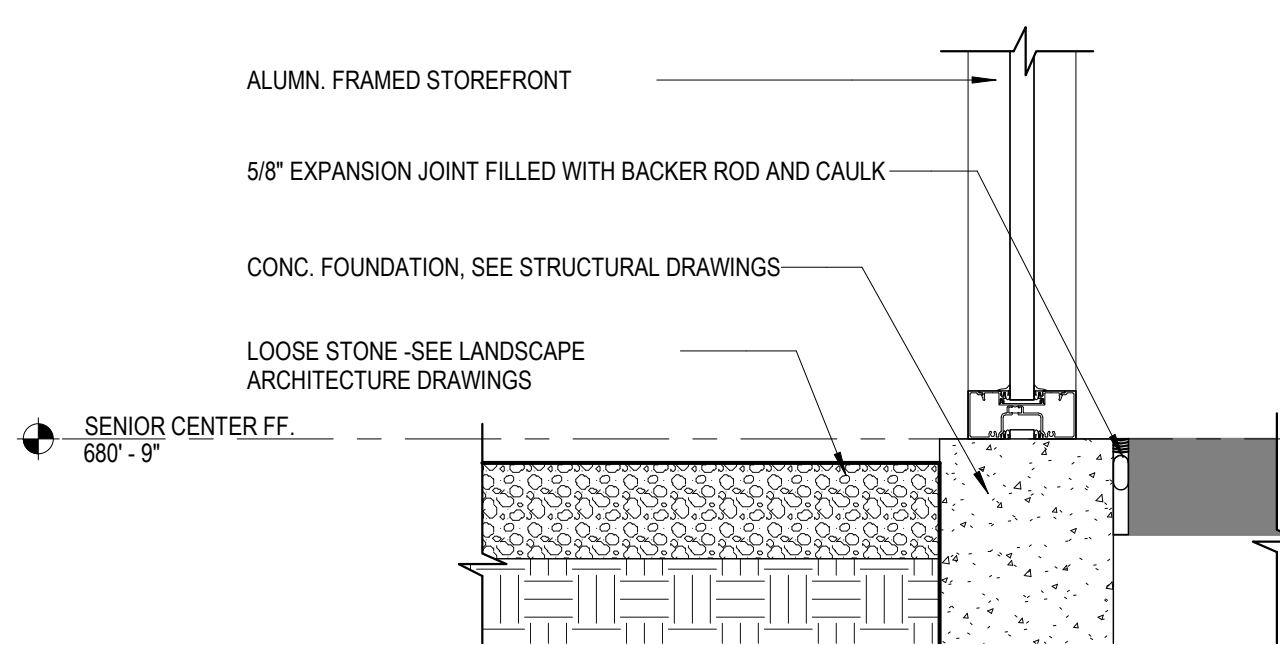 ALUMN. FRAMED STOREFRONT
5/8" EXPANSION JOINT FILLED WITH BACKER ROD AND CAULK
CONC. FOUNDATION, SEE STRUCTURAL DRAWINGS
LOOSE STONE -SEE LANDSCAPE
ARCHITECTURE DRAWINGS
SENIOR CENTER FF.
680' - 9"